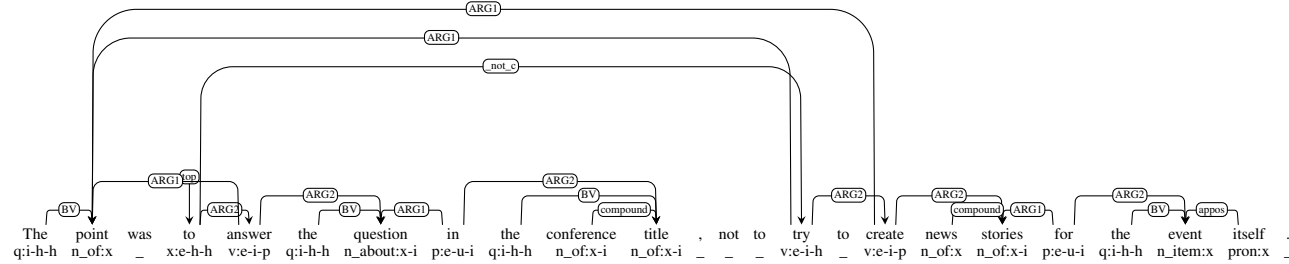 ARG1
ARG1
_not_c
ARG1 top
ARG2 ARG2 BV ARG2 ARG2 ARG2
BV ARG2 BV ARG1 compound compound ARG1 BV appos
The point was to answer the question in the conference title , not to try to create news stories for the event itself .
q:i-h-h n_of:x _ x:e-h-h v:e-i-p q:i-h-h n_about:x-i p:e-u-i q:i-h-h n_of:x-i n_of:x-i _ _ _ v:e-i-h _ v:e-i-p n_of:x n_of:x-i p:e-u-i q:i-h-h n_item:x pron:x _